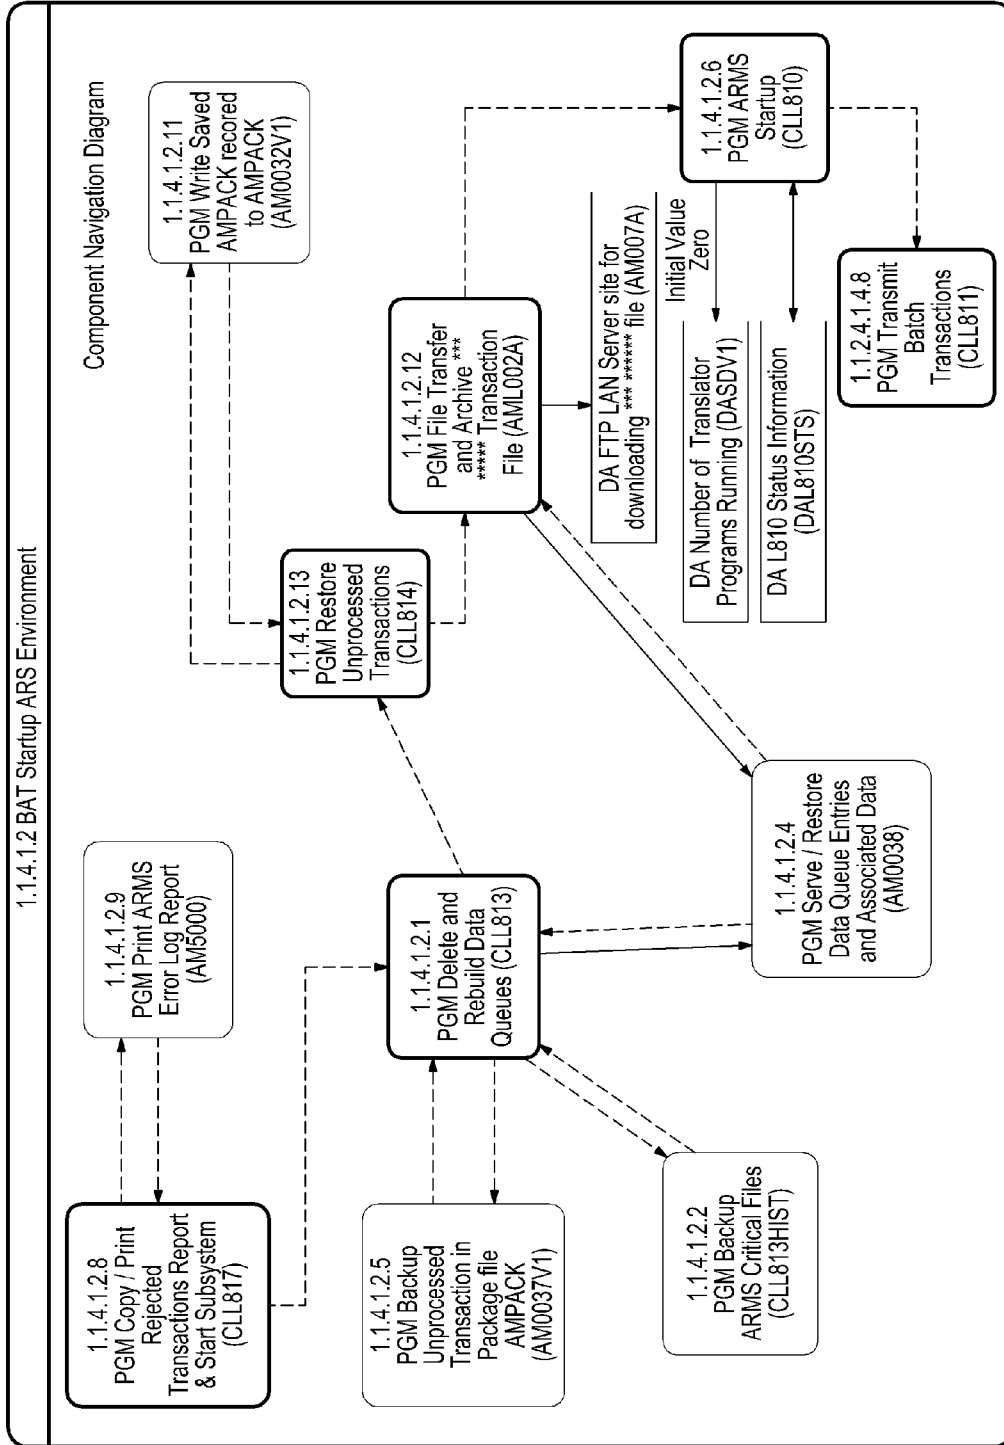 1.1.4.1.2 BAT Startup ARS Environment
Component Navigation Diagram
1.1.4.1.2.8
PGM Copy / Print
Rejected
Transactions Report
& Start Subsystem
(CLL817)
1.1.4.1.2.9
PGM Print ARMS
Error Log Report
(AM5000)
1.1.4.1.2.11
PGM Write Saved
AMPACK recored
to AMPACK
(AM0032V1)
1.1.4.1.2.13
PGM Restore
Unprocessed
Transactions
(CLL814)
1.1.4.1.2.5
PGM Backup
Unprocessed
Transaction in
Package file
AMPACK
(AM0037V1)
1.1.4.1.2.1
PGM Delete and
Rebuild Data
Queues (CLL813)
1.1.4.1.2.12
PGM File Transfer
and Archive ***
***** Transaction
File (AML002A)
DA FTP LAN Server site for
downloading *** ****** file (AM007A)
1.1.4.1.2.2
PGM Backup
ARMS Critical Files
(CLL813HIST)
1.1.4.1.2.4
PGM Serve / Restore
Data Queue Entries
and Associated Data
(AM0038)
Initial Value
Zero
DA Number of Translator
Programs Running (DASDV1)
DA L810 Status Information
(DAL810STS)
1.1.4.1.2.6
PGM ARMS
Startup
(CLL810)
1.1.2.4.1.4.8
PGM Transmit
Batch
Transactions
(CLL811)